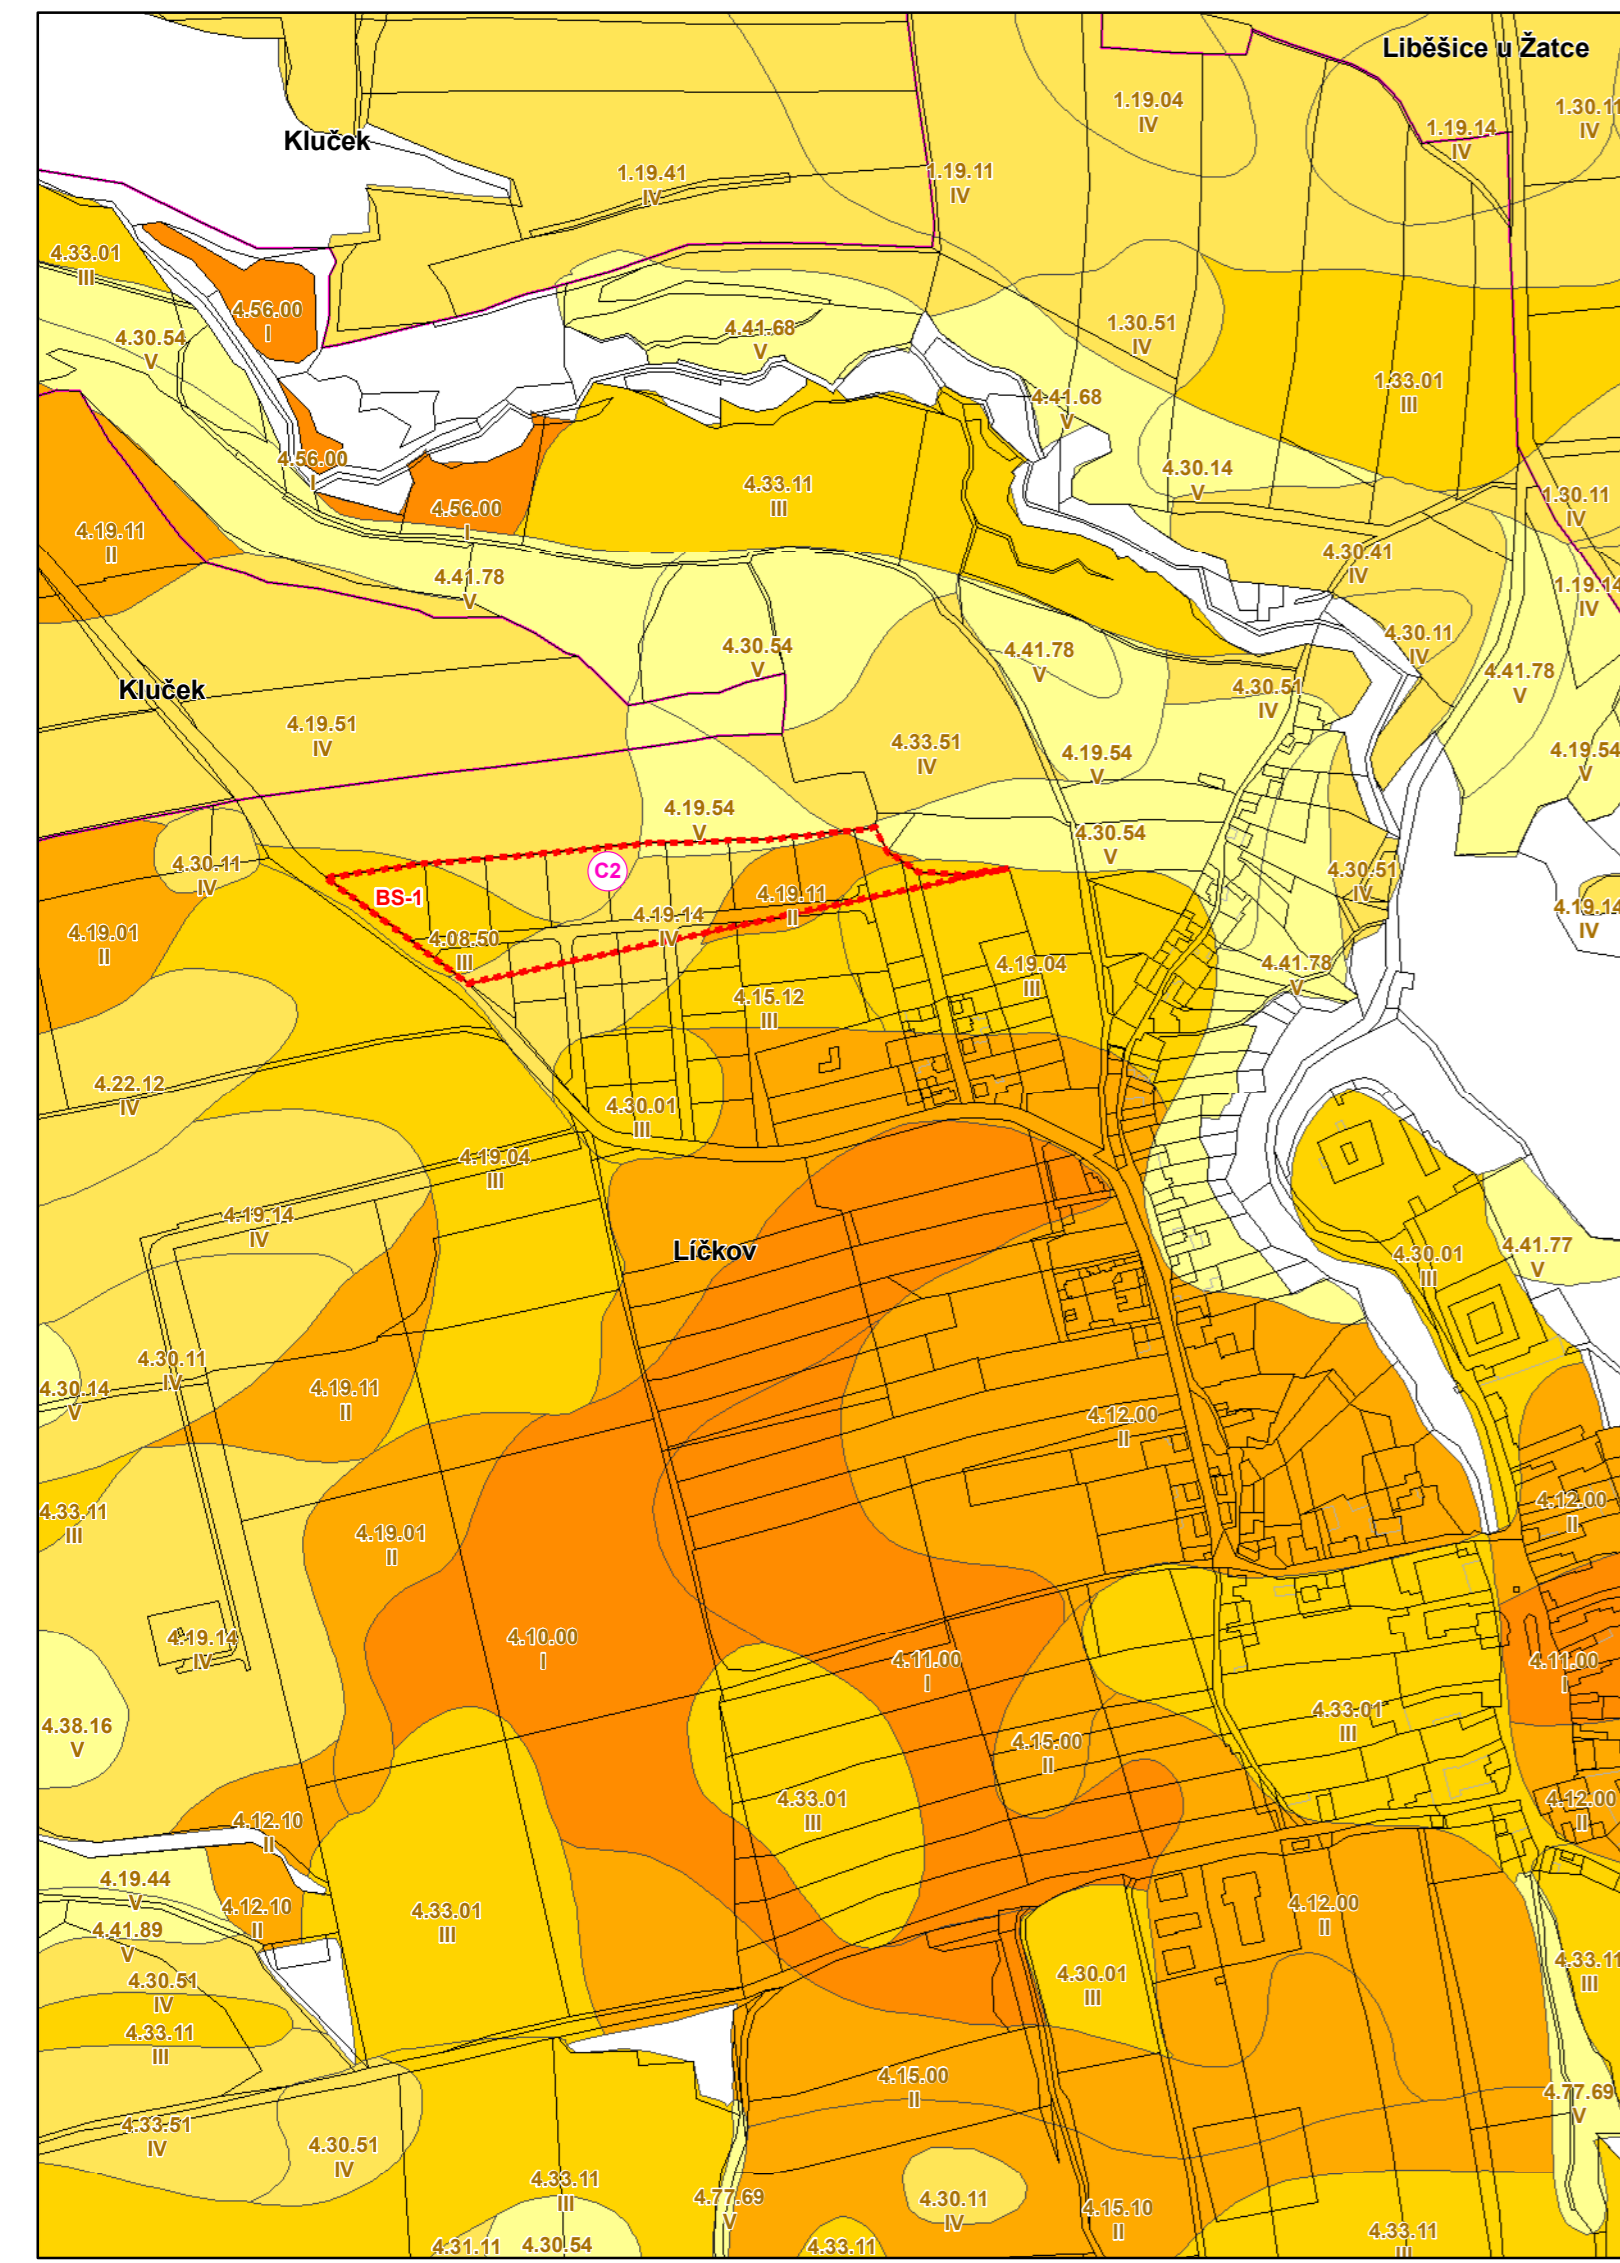 Liběšice u Žatce
1.19.04
IV
1.30.11
IV
1.19.14
IV
Kluček
1.19.41
IV
1.19.11
IV
4.33.01
III
4.56.00
I
4.30.54
V
4.41.68
V
1.30.51
IV
1.33.01
III
4.41.68
V
4.56.00
I
4.30.14
V
4.33.11
III
1.30.11
IV
4.56.00
I
4.19.11
II
4.30.41
IV
4.41.78
V
1.19.14
IV
4.30.11
IV
4.30.54
V
4.41.78
V
4.41.78
V
Kluček
4.30.51
IV
4.19.51
IV
4.33.51
IV
4.19.54
V
4.19.54
V
4.19.54
V
4.30.54
V
4.30.11
IV
C2
4.30.51
IV
BS-1
4.19.11
II
4.19.14
IV
4.19.14
IV
4.19.01
II
4.08.50
III
4.19.04
III
4.41.78
V
4.15.12
III
4.22.12
IV
4.30.01
III
4.19.04
III
4.19.14
IV
Líčkov
4.30.01
III
4.41.77
V
4.30.11
IV
4.30.14
V
4.19.11
II
4.12.00
II
4.33.11
III
4.12.00
II
4.19.01
II
4.19.14
IV
4.10.00
I
4.11.00
I
4.11.00
I
4.38.16
V
4.33.01
III
4.15.00
II
4.33.01
III
4.12.00
II
4.12.10
II
4.19.44
V
4.12.10
II
4.33.01
III
4.12.00
II
4.41.89
V
4.30.51
IV
4.33.11
III
4.30.01
III
4.33.11
III
4.15.00
II
4.77.69
V
4.33.51
IV
4.30.51
IV
4.33.11
III
4.77.69
V
4.30.11
IV
4.15.10
II
4.33.11
III
4.31.11
4.30.54
4.33.11